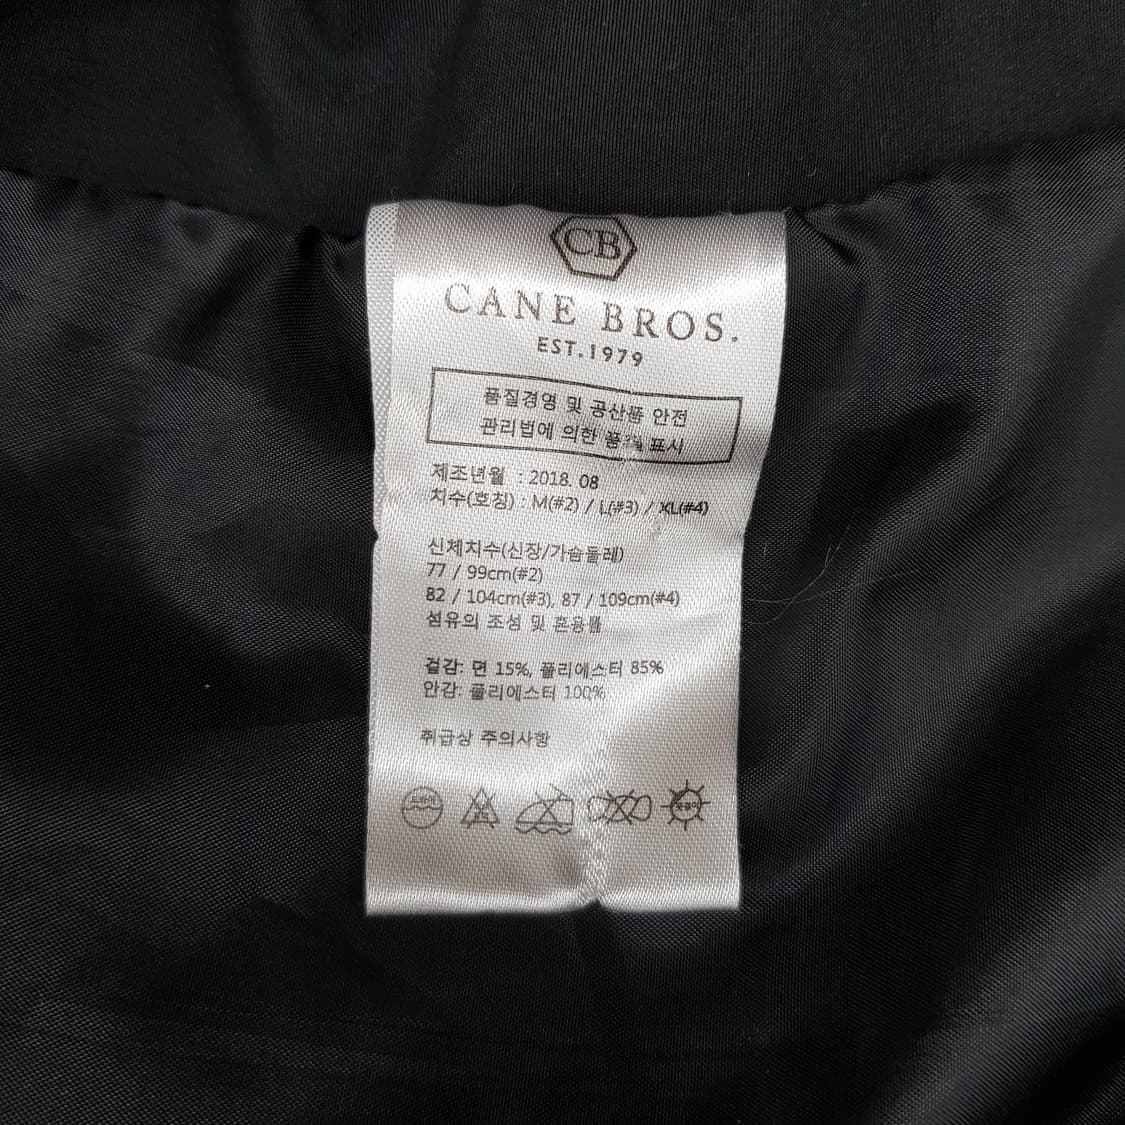 CB
CANE BROS.
EST.1979
품질경영 및 공산품 안전
관리법에 의한 품질 표시
제조년월 : 2018. 08
치수(호칭) : M(#2) / L(#3) / XL(#4)
신체치수(신장/가슴둘레)
77 / 99cm(#2)
82 / 104cm(#3), 87 / 109cm(#4)
섬유의 조성 및 혼용률
겉감: 면 15%, 폴리에스터 85%
안감: 폴리에스터 100%
취급상 주의사항